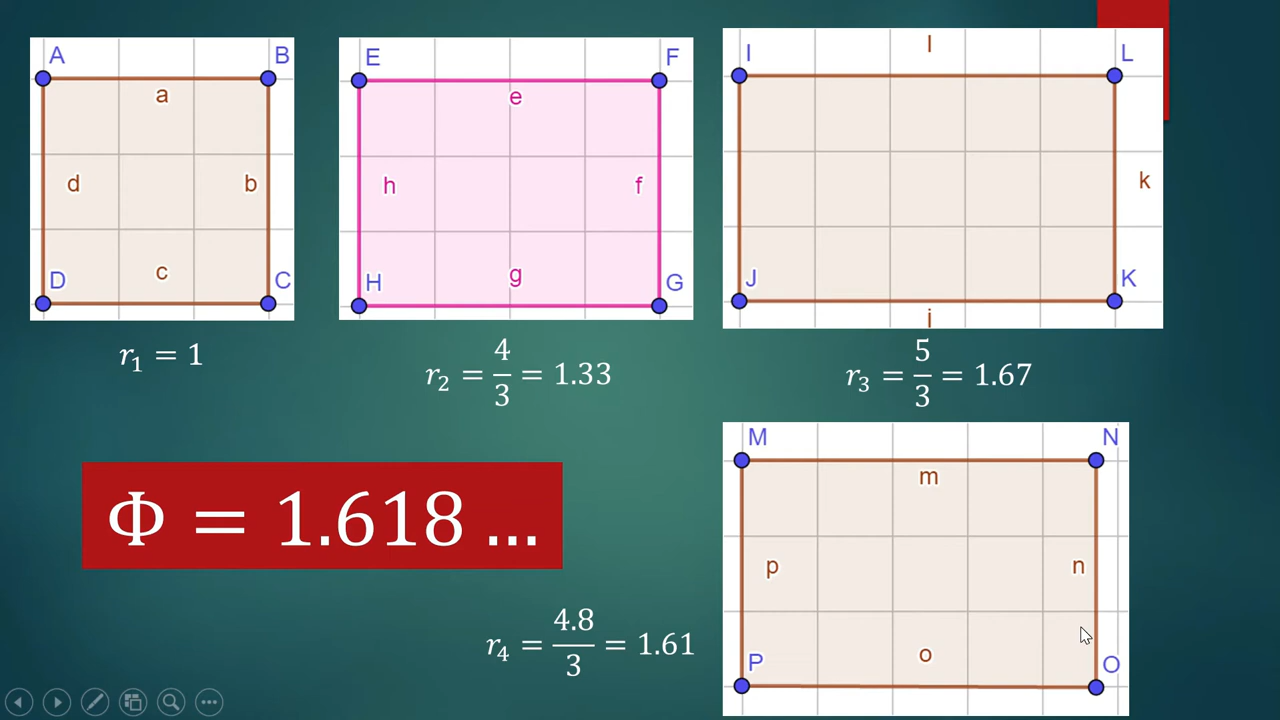 A
B
a
d
b
D
c
C
E
F
e
h
f
H
g
G
I
l
L
k
J
K
j
r₁ = 1
r₂ = 4/3 = 1.33
r₃ = 5/3 = 1.67
Φ = 1.618 ...
r₄ = 4.8/3 = 1.61
M
N
m
p
n
P
o
O